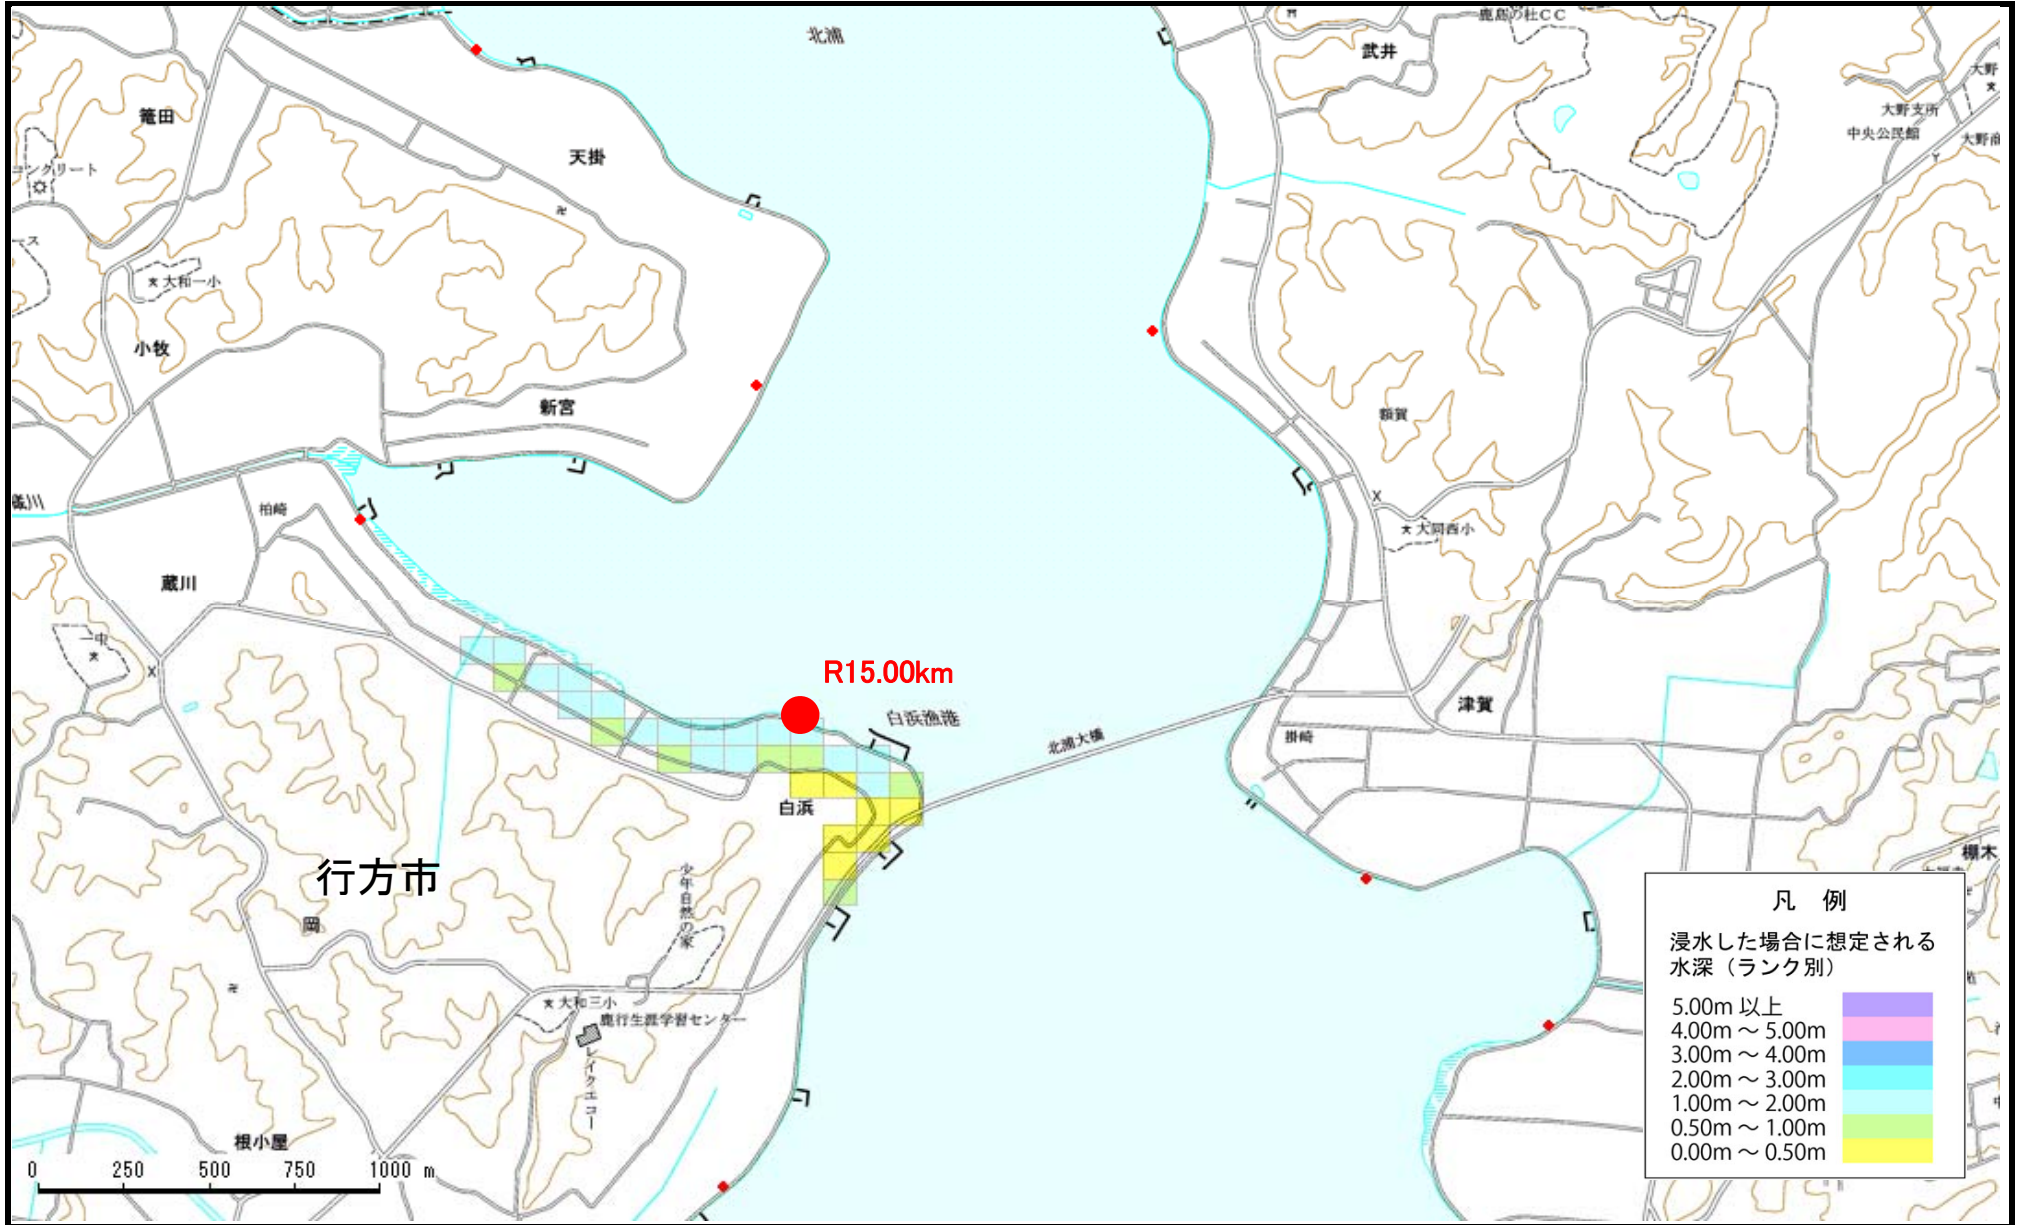 北浦
鹿島の杜CC
武井
大野
大野支所
中央公民館
篭田
天掛
コンクリート
大和一小
小牧
新宮
額賀
大同西小
柏崎
蔵川
一中
R15.00km
白浜漁港
北浦大橋
津賀
掛崎
白浜
行方市
少年自然の家
棚木
岡
大和三小
鹿行生涯学習センター
レイクエコー
根小屋
0 250 500 750 1000 m
凡 例
浸水した場合に想定される
水深（ランク別）
5.00m 以上
4.00m ～ 5.00m
3.00m ～ 4.00m
2.00m ～ 3.00m
1.00m ～ 2.00m
0.50m ～ 1.00m
0.00m ～ 0.50m